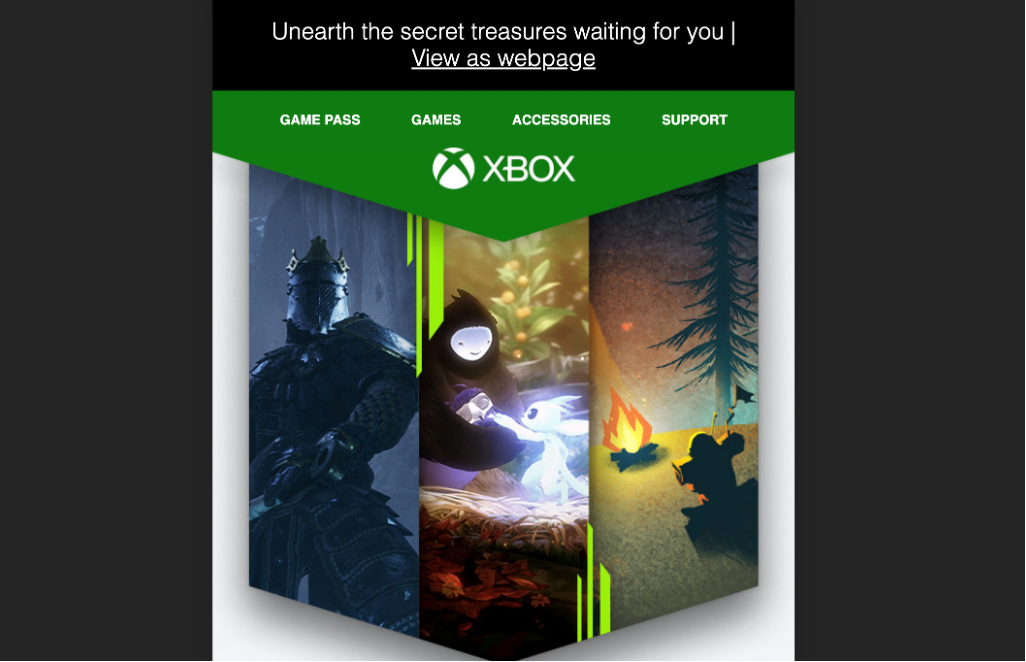 Unearth the secret treasures waiting for you |
View as webpage
GAME PASS GAMES ACCESSORIES SUPPORT
XBOX